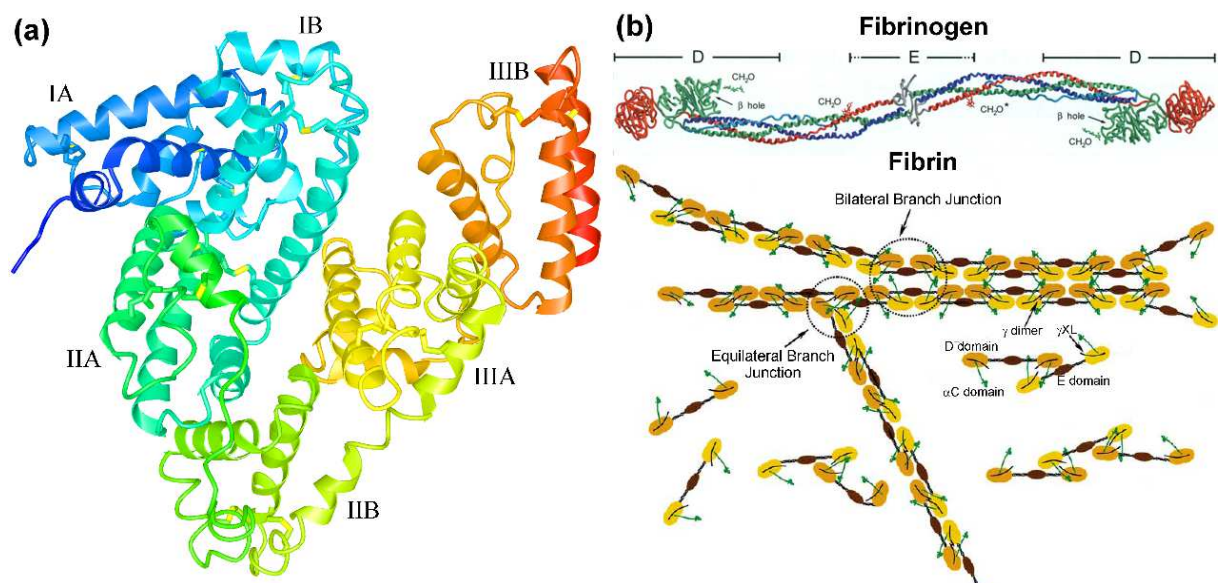 (a)
IB
IIIB
IA
IIA
IIIA
IIB
(b)
Fibrinogen
D
E
D
CH₂O
β hole
CH₂O
CH₂O*
β hole
CH₂O
Fibrin
Bilateral Branch
Junction
Equilateral Branch
Junction
γ dimer
D domain
γXL
αC domain
E domain